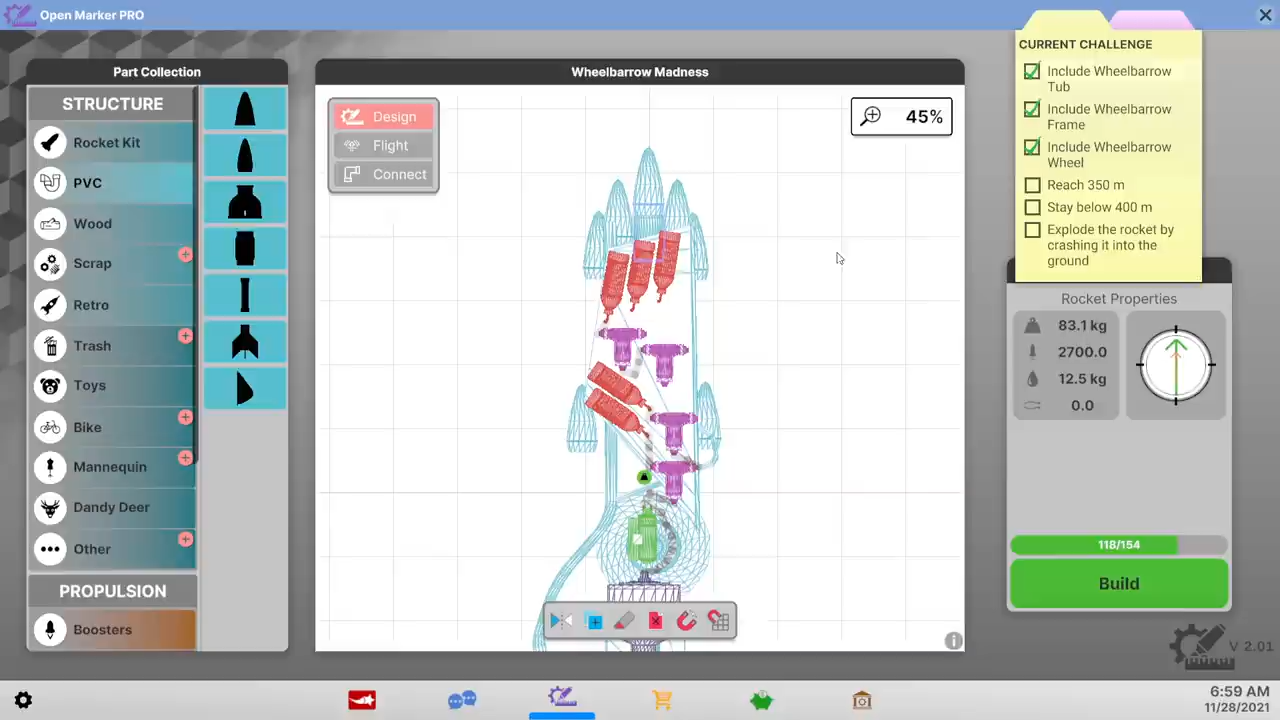 Open Marker PRO
Part Collection
STRUCTURE
Rocket Kit
PVC
Wood
Scrap
Retro
Trash
Toys
Bike
Mannequin
Dandy Deer
Other
PROPULSION
Boosters
Wheelbarrow Madness
Design
Flight
Connect
45%
CURRENT CHALLENGE
Include Wheelbarrow
Tub
Include Wheelbarrow
Frame
Include Wheelbarrow
Wheel
Reach 350 m
Stay below 400 m
Explode the rocket by
crashing it into the
ground
Rocket Properties
83.1 kg
2700.0
12.5 kg
0.0
118/154
Build
V 2.01
6:59 AM
11/28/2021